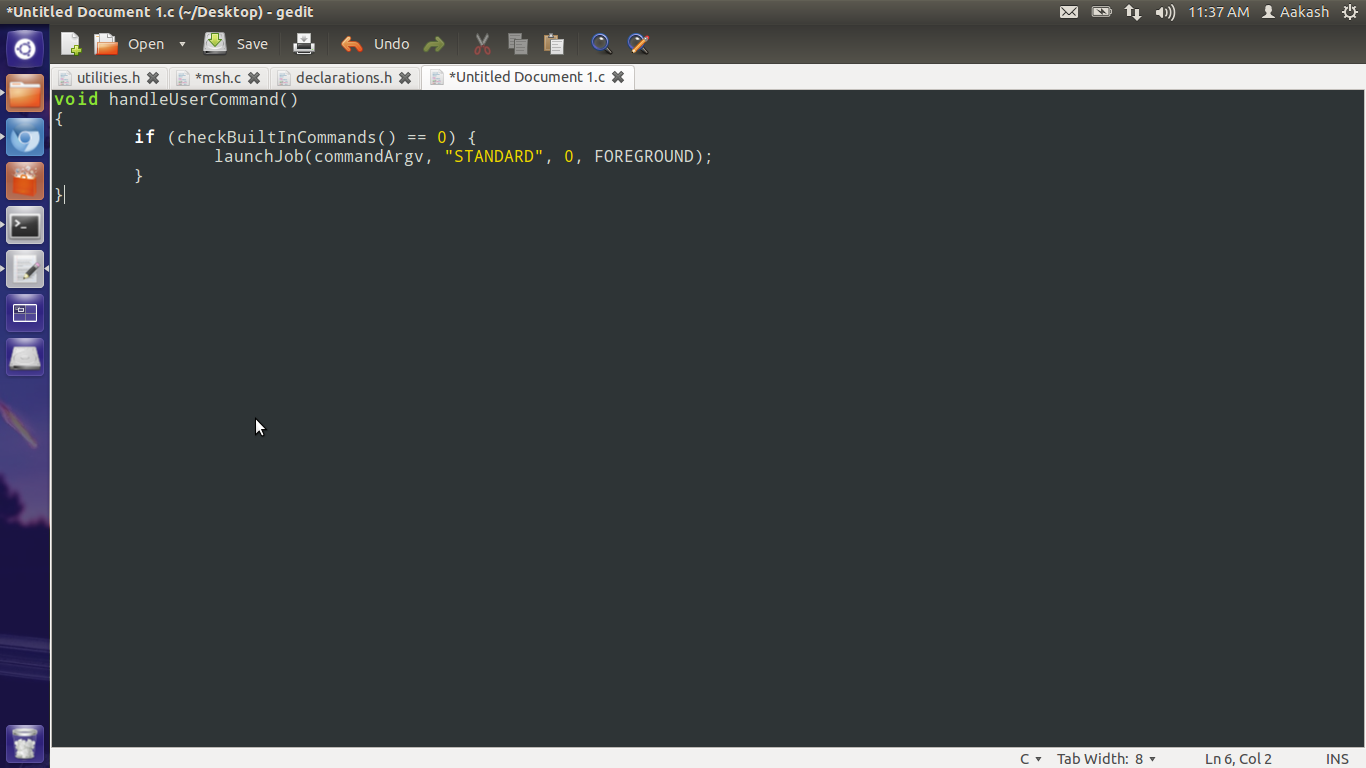 *Untitled Document 1.c (~/Desktop) - gedit
11:37 AM Aakash
Open Save Undo
utilities.h *msh.c declarations.h *Untitled Document 1.c
void handleUserCommand()
{
        if (checkBuiltInCommands() == 0) {
                launchJob(commandArgv, "STANDARD", 0, FOREGROUND);
        }
}
C Tab Width: 8 Ln 6, Col 2 INS